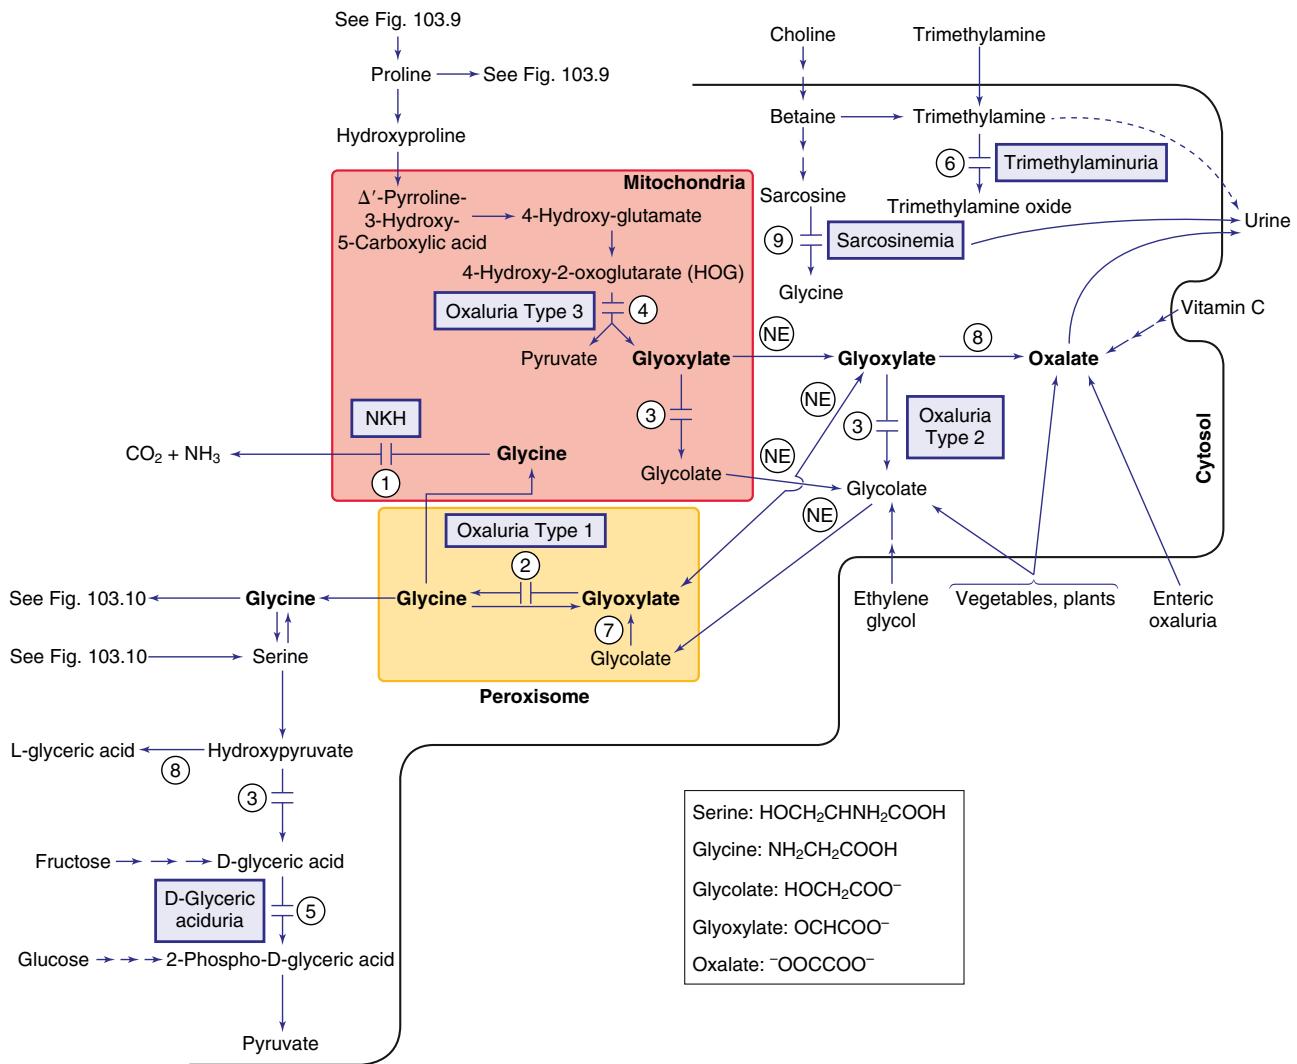 See Fig. 103.9
Proline
See Fig. 103.9
Hydroxyproline
Mitochondria
Δ′-Pyrroline-
3-Hydroxy-
5-Carboxylic acid
4-Hydroxy-glutamate
4-Hydroxy-2-oxoglutarate (HOG)
Oxaluria Type 3
4
Pyruvate
Glyoxylate
3
Glycolate
NKH
1
CO₂ + NH₃
Glycine
Choline
Trimethylamine
Betaine
Trimethylamine
6
Trimethylaminuria
Sarcosine
Trimethylamine oxide
Urine
9
Sarcosinemia
Glycine
Vitamin C
NE
Glyoxylate
8
Oxalate
NE
3
Oxaluria
Type 2
NE
Glycolate
NE
Cytosol
Oxaluria Type 1
2
See Fig. 103.10
Glycine
Glycine
Glyoxylate
7
Glycolate
Peroxisome
Ethylene
glycol
Vegetables, plants
Enteric
oxaluria
See Fig. 103.10
Serine
L-glyceric acid
8
Hydroxypyruvate
3
Fructose
D-glyceric acid
D-Glyceric
aciduria
5
Glucose
2-Phospho-D-glyceric acid
Pyruvate
Serine: HOCH₂CHNH₂COOH
Glycine: NH₂CH₂COOH
Glycolate: HOCH₂COO⁻
Glyoxylate: OCHCOO⁻
Oxalate: ⁻OOCCOO⁻